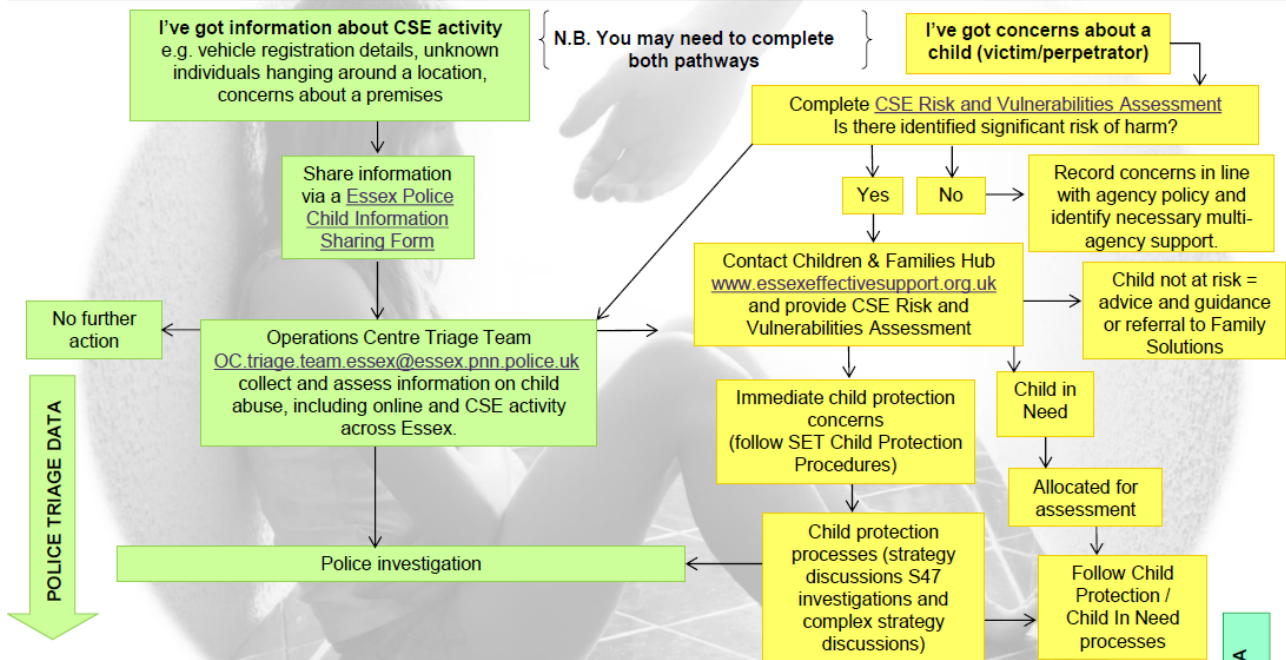 I've got information about CSE activity
e.g. vehicle registration details, unknown
individuals hanging around a location,
concerns about a premises
N.B. You may need to complete
both pathways
I've got concerns about a
child (victim/perpetrator)
Complete CSE Risk and Vulnerabilities Assessment
Is there identified significant risk of harm?
Share information
via a Essex Police
Child Information
Sharing Form
Yes
No
Record concerns in line
with agency policy and
identify necessary multi-
agency support.
Contact Children & Families Hub
www.essexeffectivesupport.org.uk
and provide CSE Risk and
Vulnerabilities Assessment
Child not at risk =
advice and guidance
or referral to Family
Solutions
No further
action
Operations Centre Triage Team
OC.triage.team.essex@essex.pnn.police.uk
collect and assess information on child
abuse, including online and CSE activity
across Essex.
Immediate child protection
concerns
(follow SET Child Protection
Procedures)
Child in
Need
Allocated for
assessment
POLICE TRIAGE DATA
Police investigation
Child protection
processes (strategy
discussions S47
investigations and
complex strategy
discussions)
Follow Child
Protection /
Child In Need
processes
A